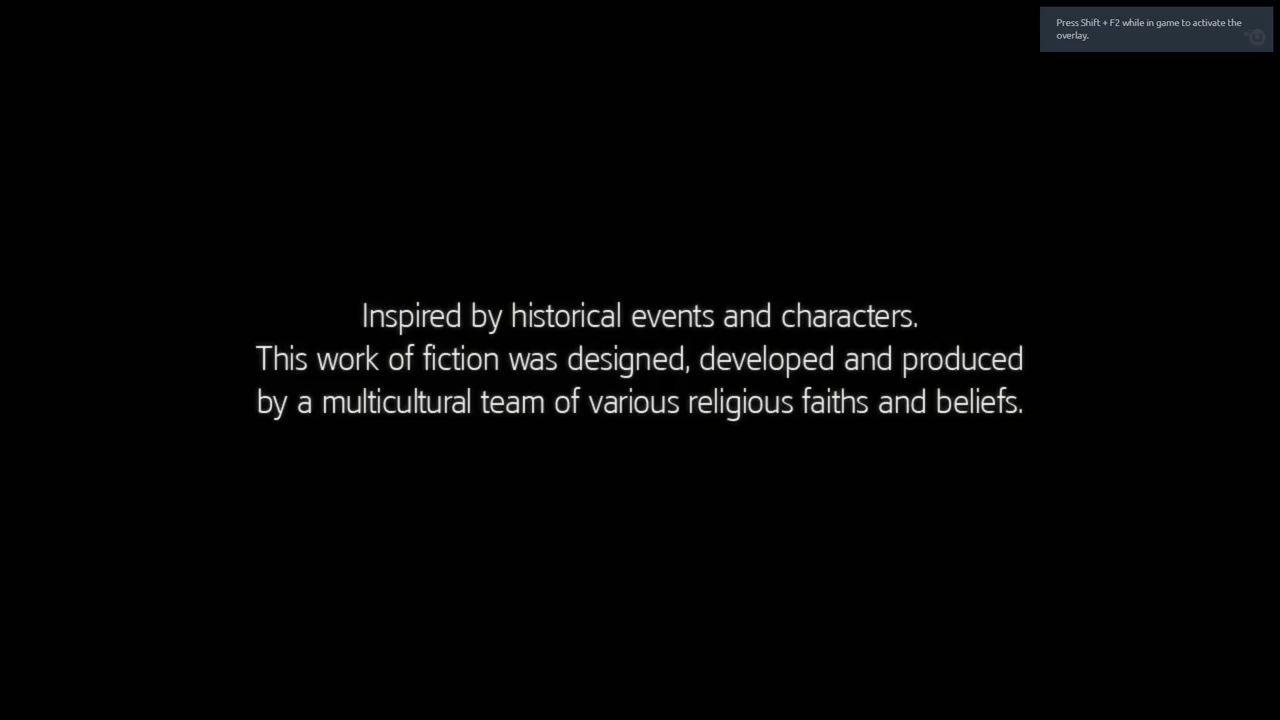 Press Shift + F2 while in game to activate the
overlay.
Inspired by historical events and characters.
This work of fiction was designed, developed and produced
by a multicultural team of various religious faiths and beliefs.